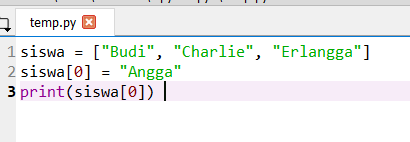 temp.py
1 siswa = ["Budi", "Charlie", "Erlangga"]
2 siswa[0] = "Angga"
3 print(siswa[0])